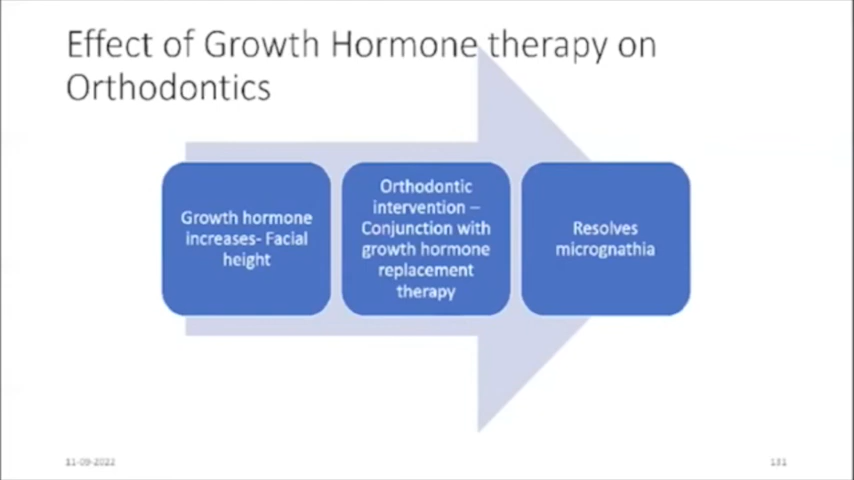 Effect of Growth Hormone therapy on
Orthodontics
Growth hormone
increases- Facial
height
Orthodontic
intervention –
Conjunction with
growth hormone
replacement
therapy
Resolves
micrognathia
11-09-2022
131